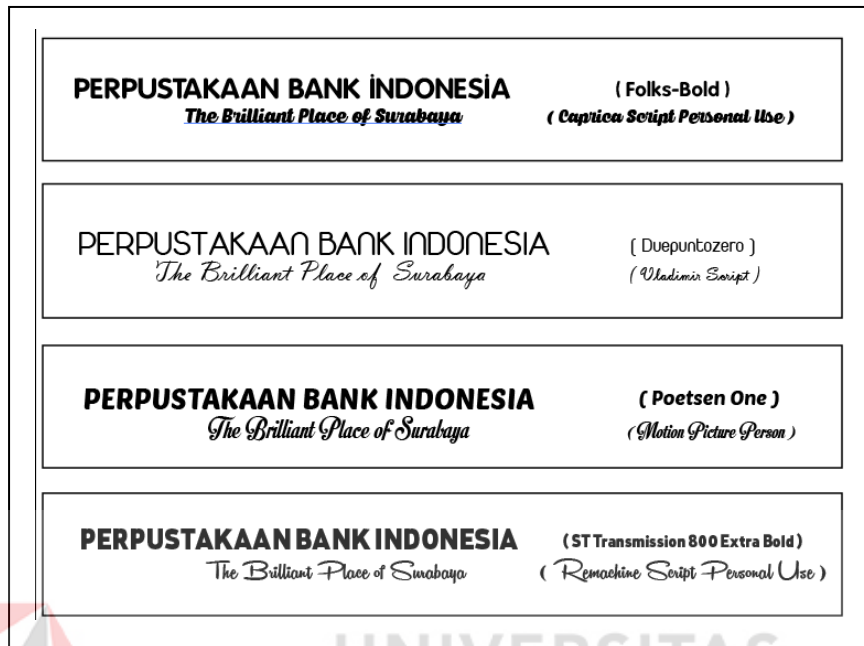 PERPUSTAKAAN BANK İNDONESİA ( Folks-Bold )
The Brilliant Place of Surabaya ( Caprica Script Personal Use )
PERPUSTAKAAN BANK INDONESIA ( Duepuntozero )
The Brilliant Place of Surabaya ( Vladimir Script )
PERPUSTAKAAN BANK INDONESIA ( Poetsen One )
The Brilliant Place of Surabaya ( Motion Picture Person )
PERPUSTAKAAN BANK INDONESIA ( ST Transmission 800 Extra Bold )
The Brilliant Place of Surabaya ( Remachine Script Personal Use )
UNIVERSITAS